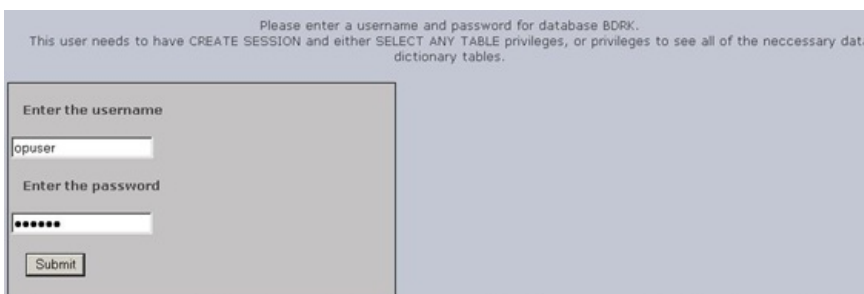 Please enter a username and password for database BDRK.
This user needs to have CREATE SESSION and either SELECT ANY TABLE privileges, or privileges to see all of the neccessary data
dictionary tables.
Enter the username
opuser
Enter the password
••••••
Submit